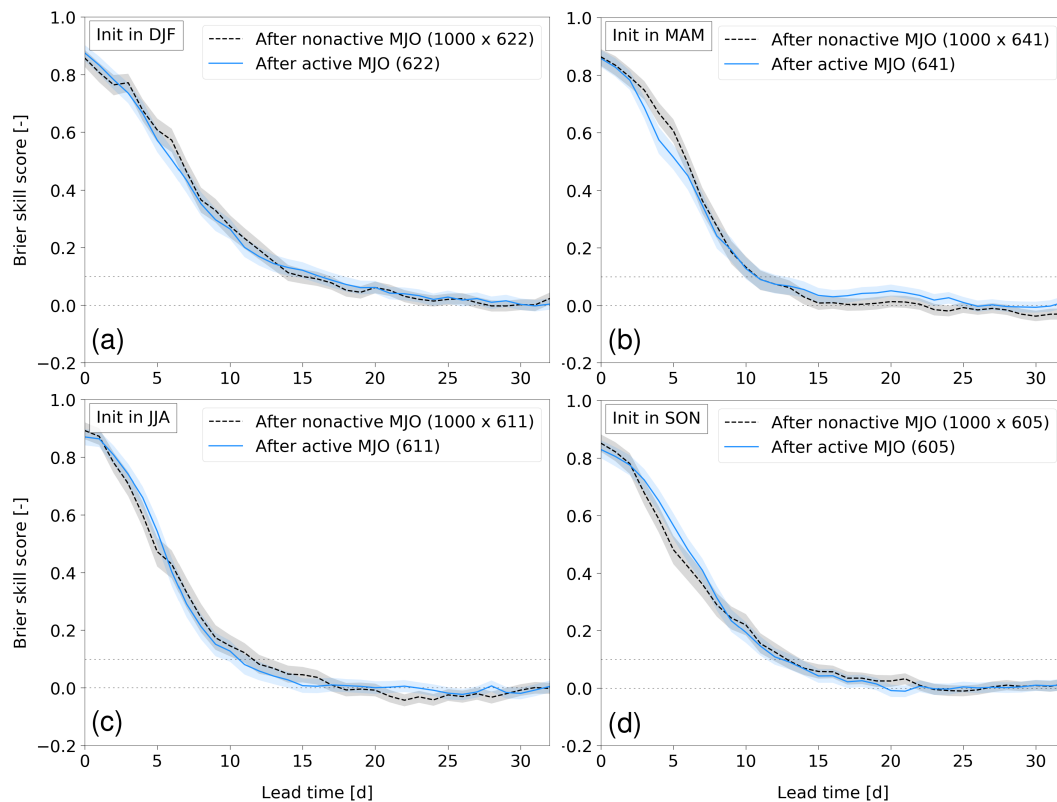 Init in DJF
After nonactive MJO (1000 x 622)
After active MJO (622)
Brier skill score [-]
1.0
0.8
0.6
0.4
0.2
0.0
−0.2
(a)
0 5 10 15 20 25 30
Init in MAM
After nonactive MJO (1000 x 641)
After active MJO (641)
1.0
0.8
0.6
0.4
0.2
0.0
-0.2
(b)
0 5 10 15 20 25 30
Init in JJA
After nonactive MJO (1000 x 611)
After active MJO (611)
Brier skill score [-]
1.0
0.8
0.6
0.4
0.2
0.0
−0.2
(c)
0 5 10 15 20 25 30
Lead time [d]
Init in SON
After nonactive MJO (1000 x 605)
After active MJO (605)
1.0
0.8
0.6
0.4
0.2
0.0
-0.2
(d)
0 5 10 15 20 25 30
Lead time [d]